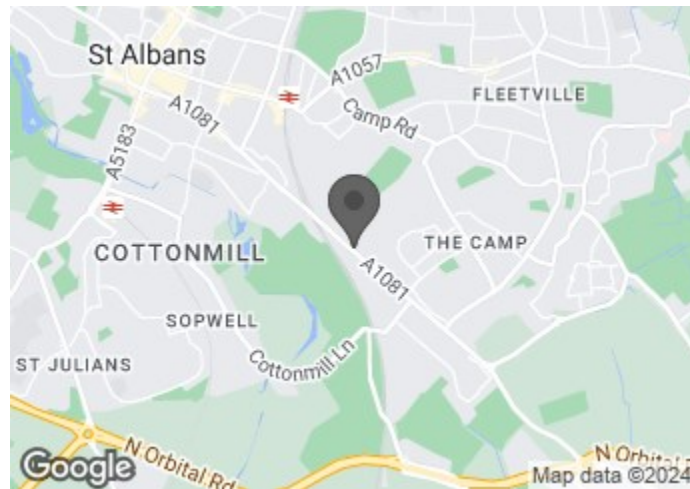 St Albans
A1057
FLEETVILLE
A1081
Camp Rd
A5183
COTTONMILL
THE CAMP
A1081
SOPWELL
Cottonmill Ln
ST JULIANS
N Orbital Rd
N Orbital
Google
Map data ©2024